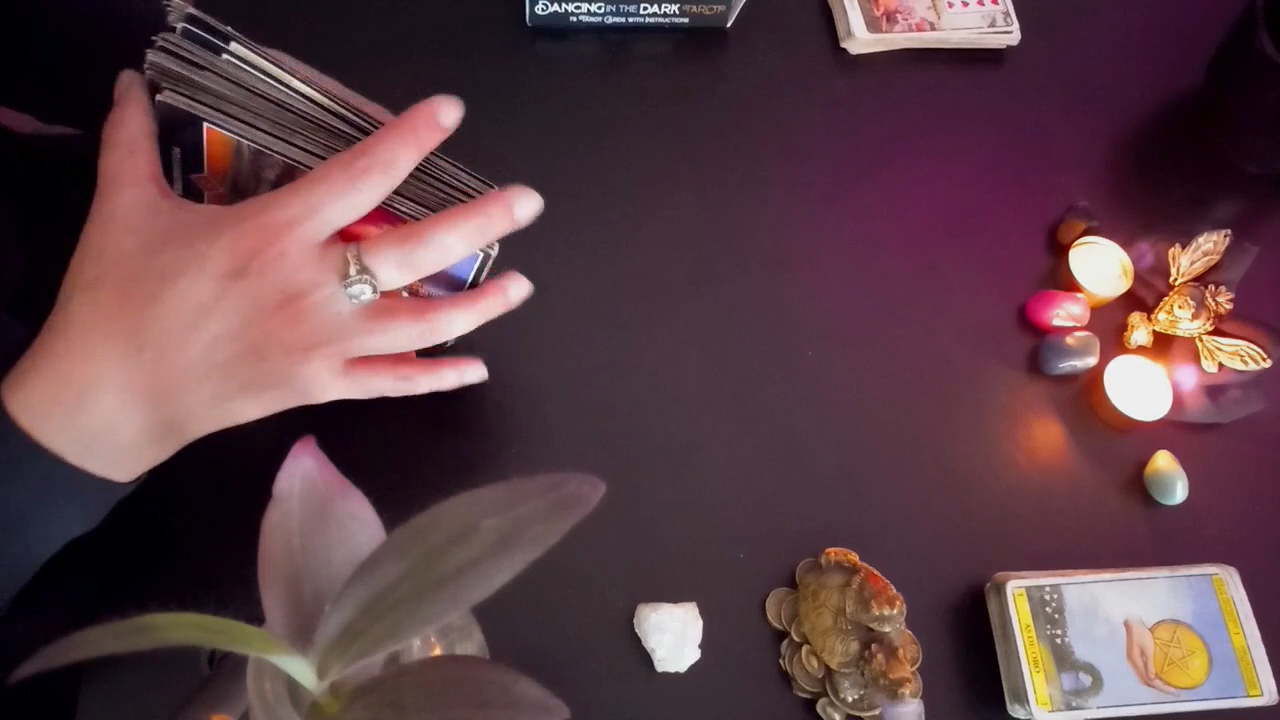 DANCING IN THE DARK TAROT
78 TAROT CARDS WITH INSTRUCTIONS
AS DE ORO